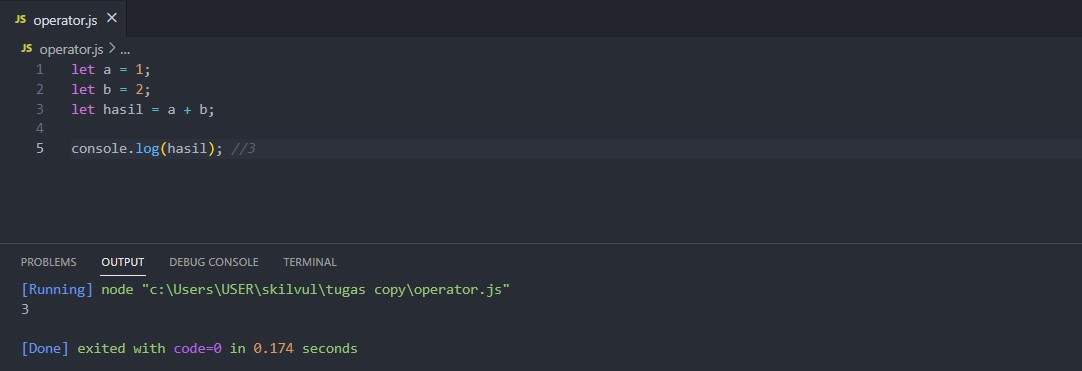 JS operator.js ×
JS operator.js > ...
1 let a = 1;
2 let b = 2;
3 let hasil = a + b;
4
5 console.log(hasil); //3
PROBLEMS OUTPUT DEBUG CONSOLE TERMINAL
[Running] node "c:\Users\USER\skilvul\tugas copy\operator.js"
3
[Done] exited with code=0 in 0.174 seconds